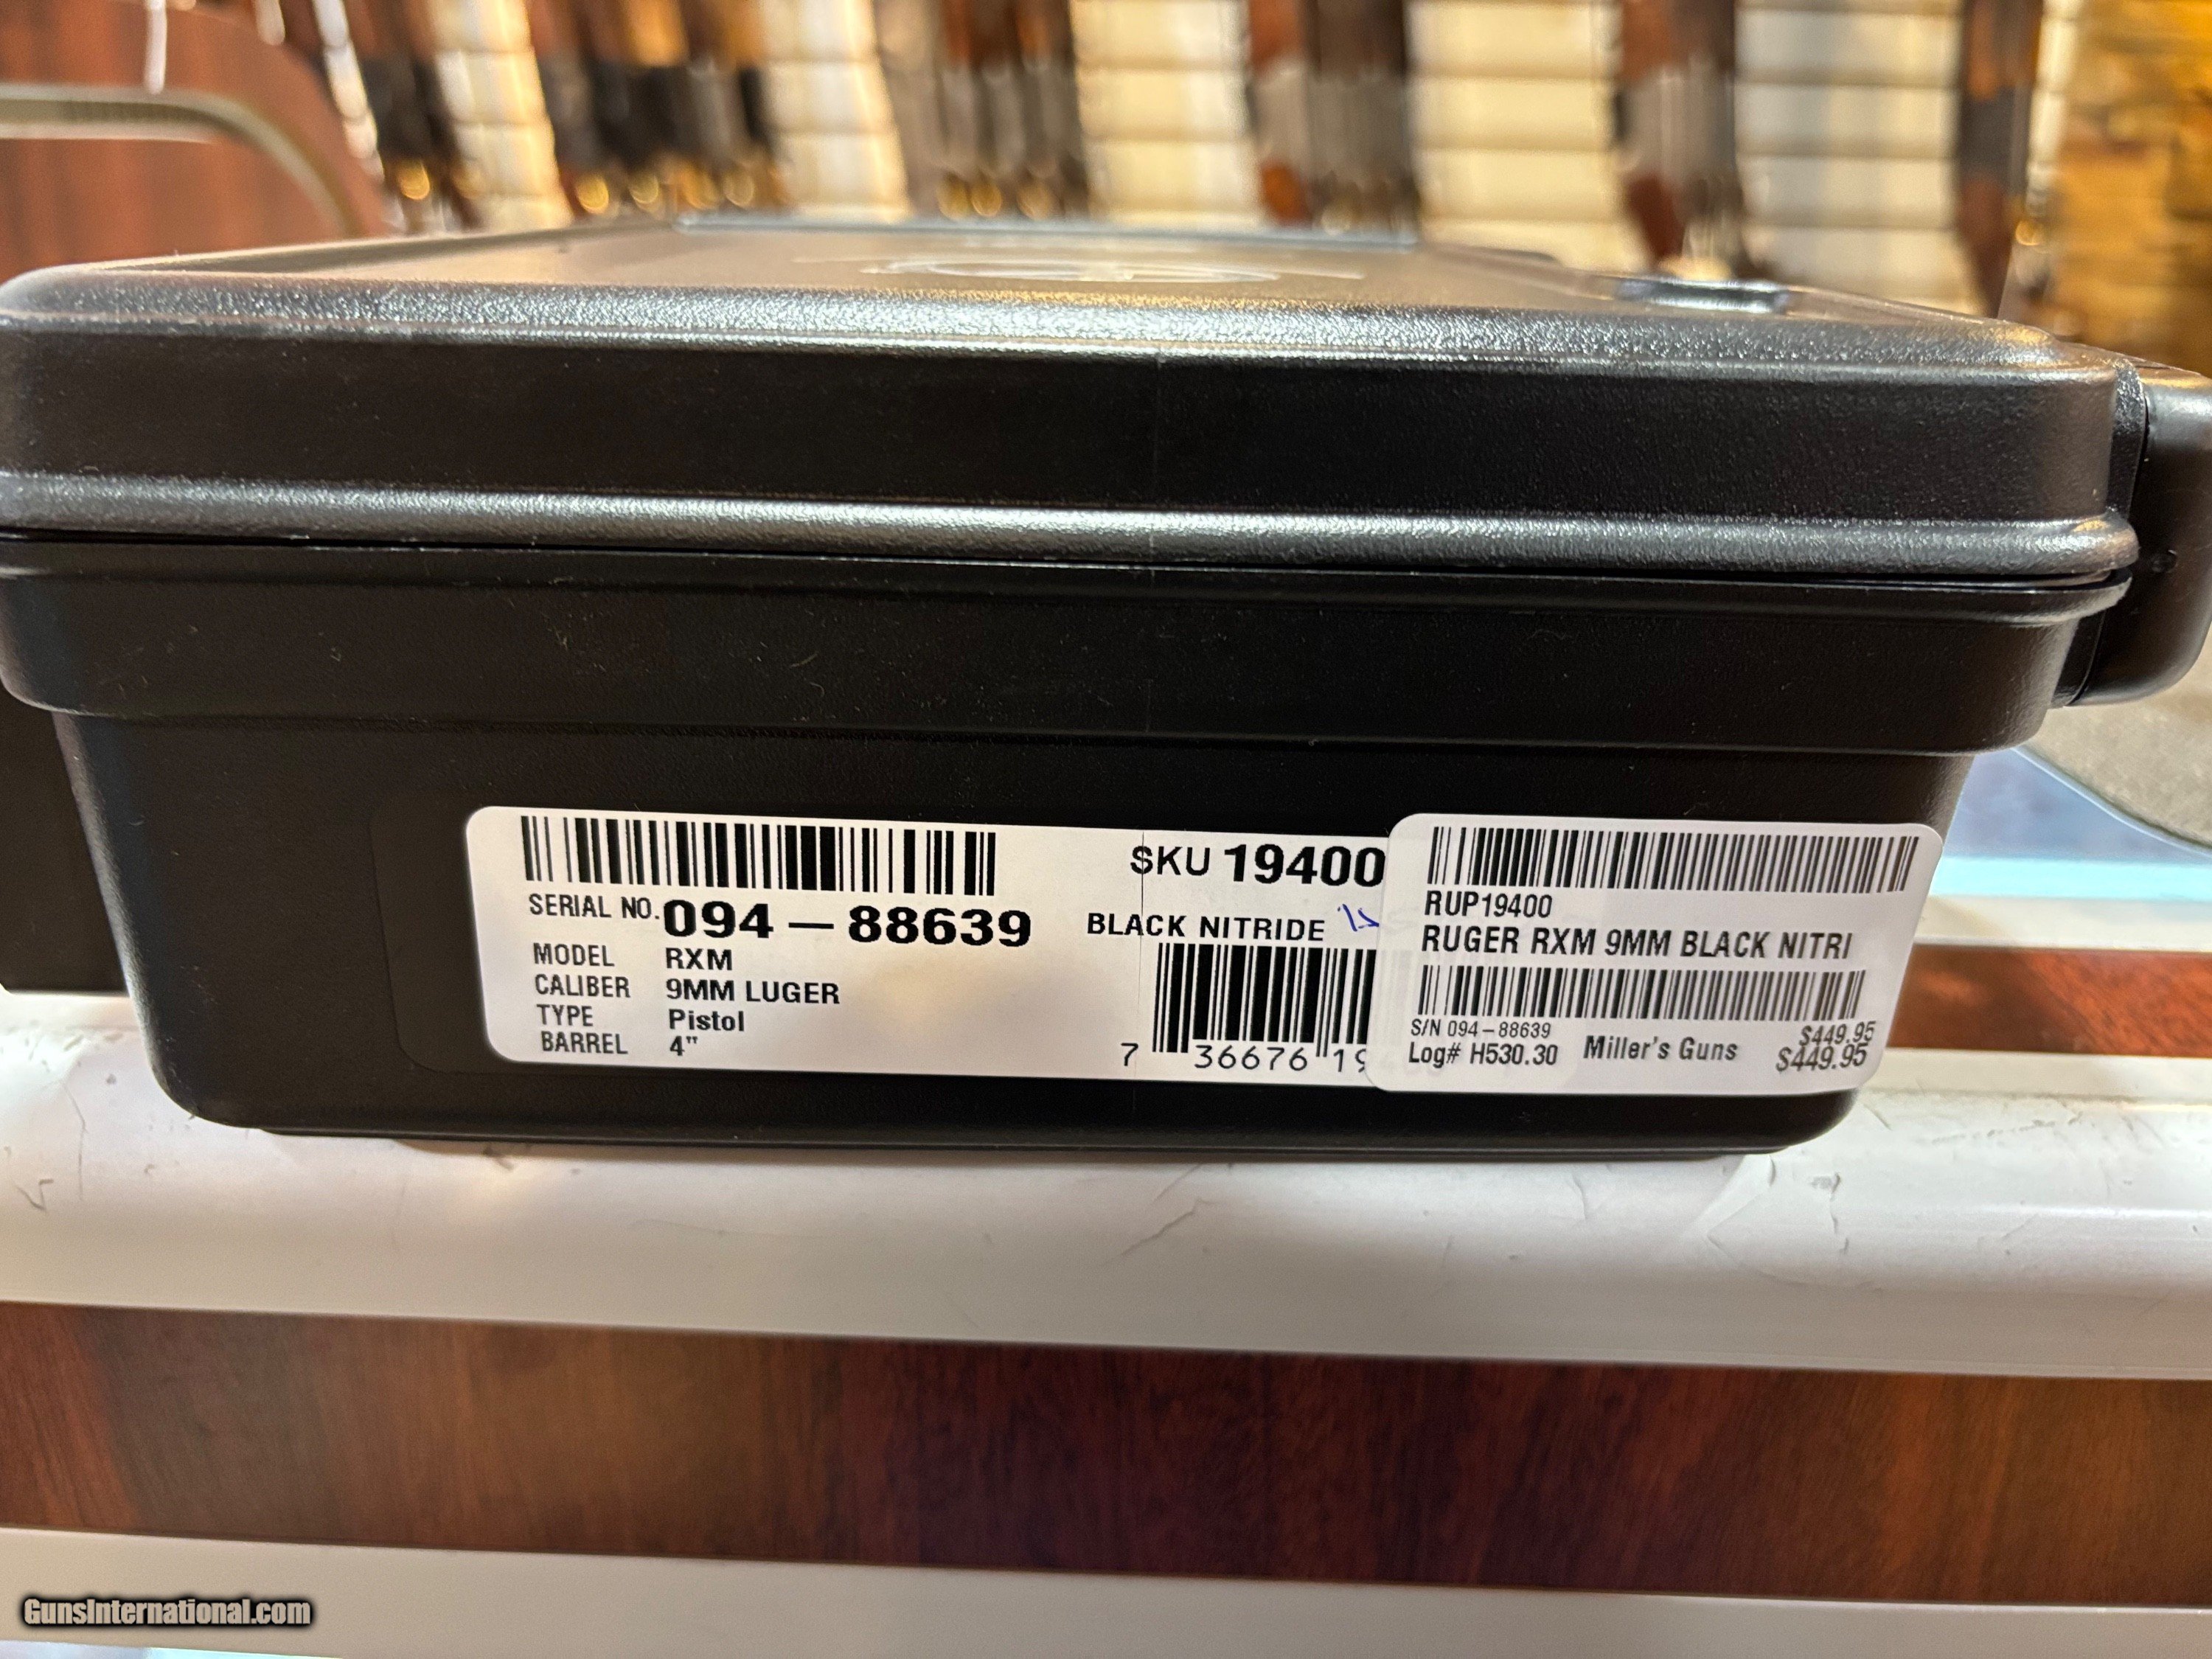 SKU 19400
SERIAL NO. 094-88639
BLACK NITRIDE
MODEL RXM
CALIBER 9MM LUGER
TYPE Pistol
BARREL 4"
7 36676 19
RUP19400
RUGER RXM 9MM BLACK NITRI
S/N 094-88639
$449.95
Log# H530.30 Miller's Guns $449.95
GunsInternational.com